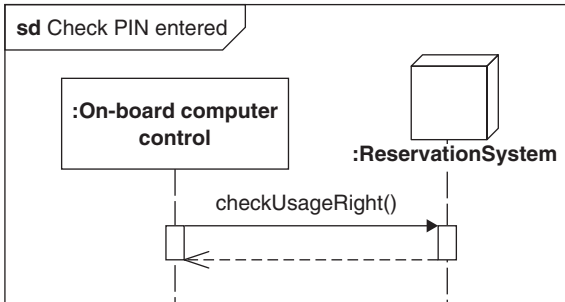 sd Check PIN entered
:On-board computer
control
:ReservationSystem
checkUsageRight()